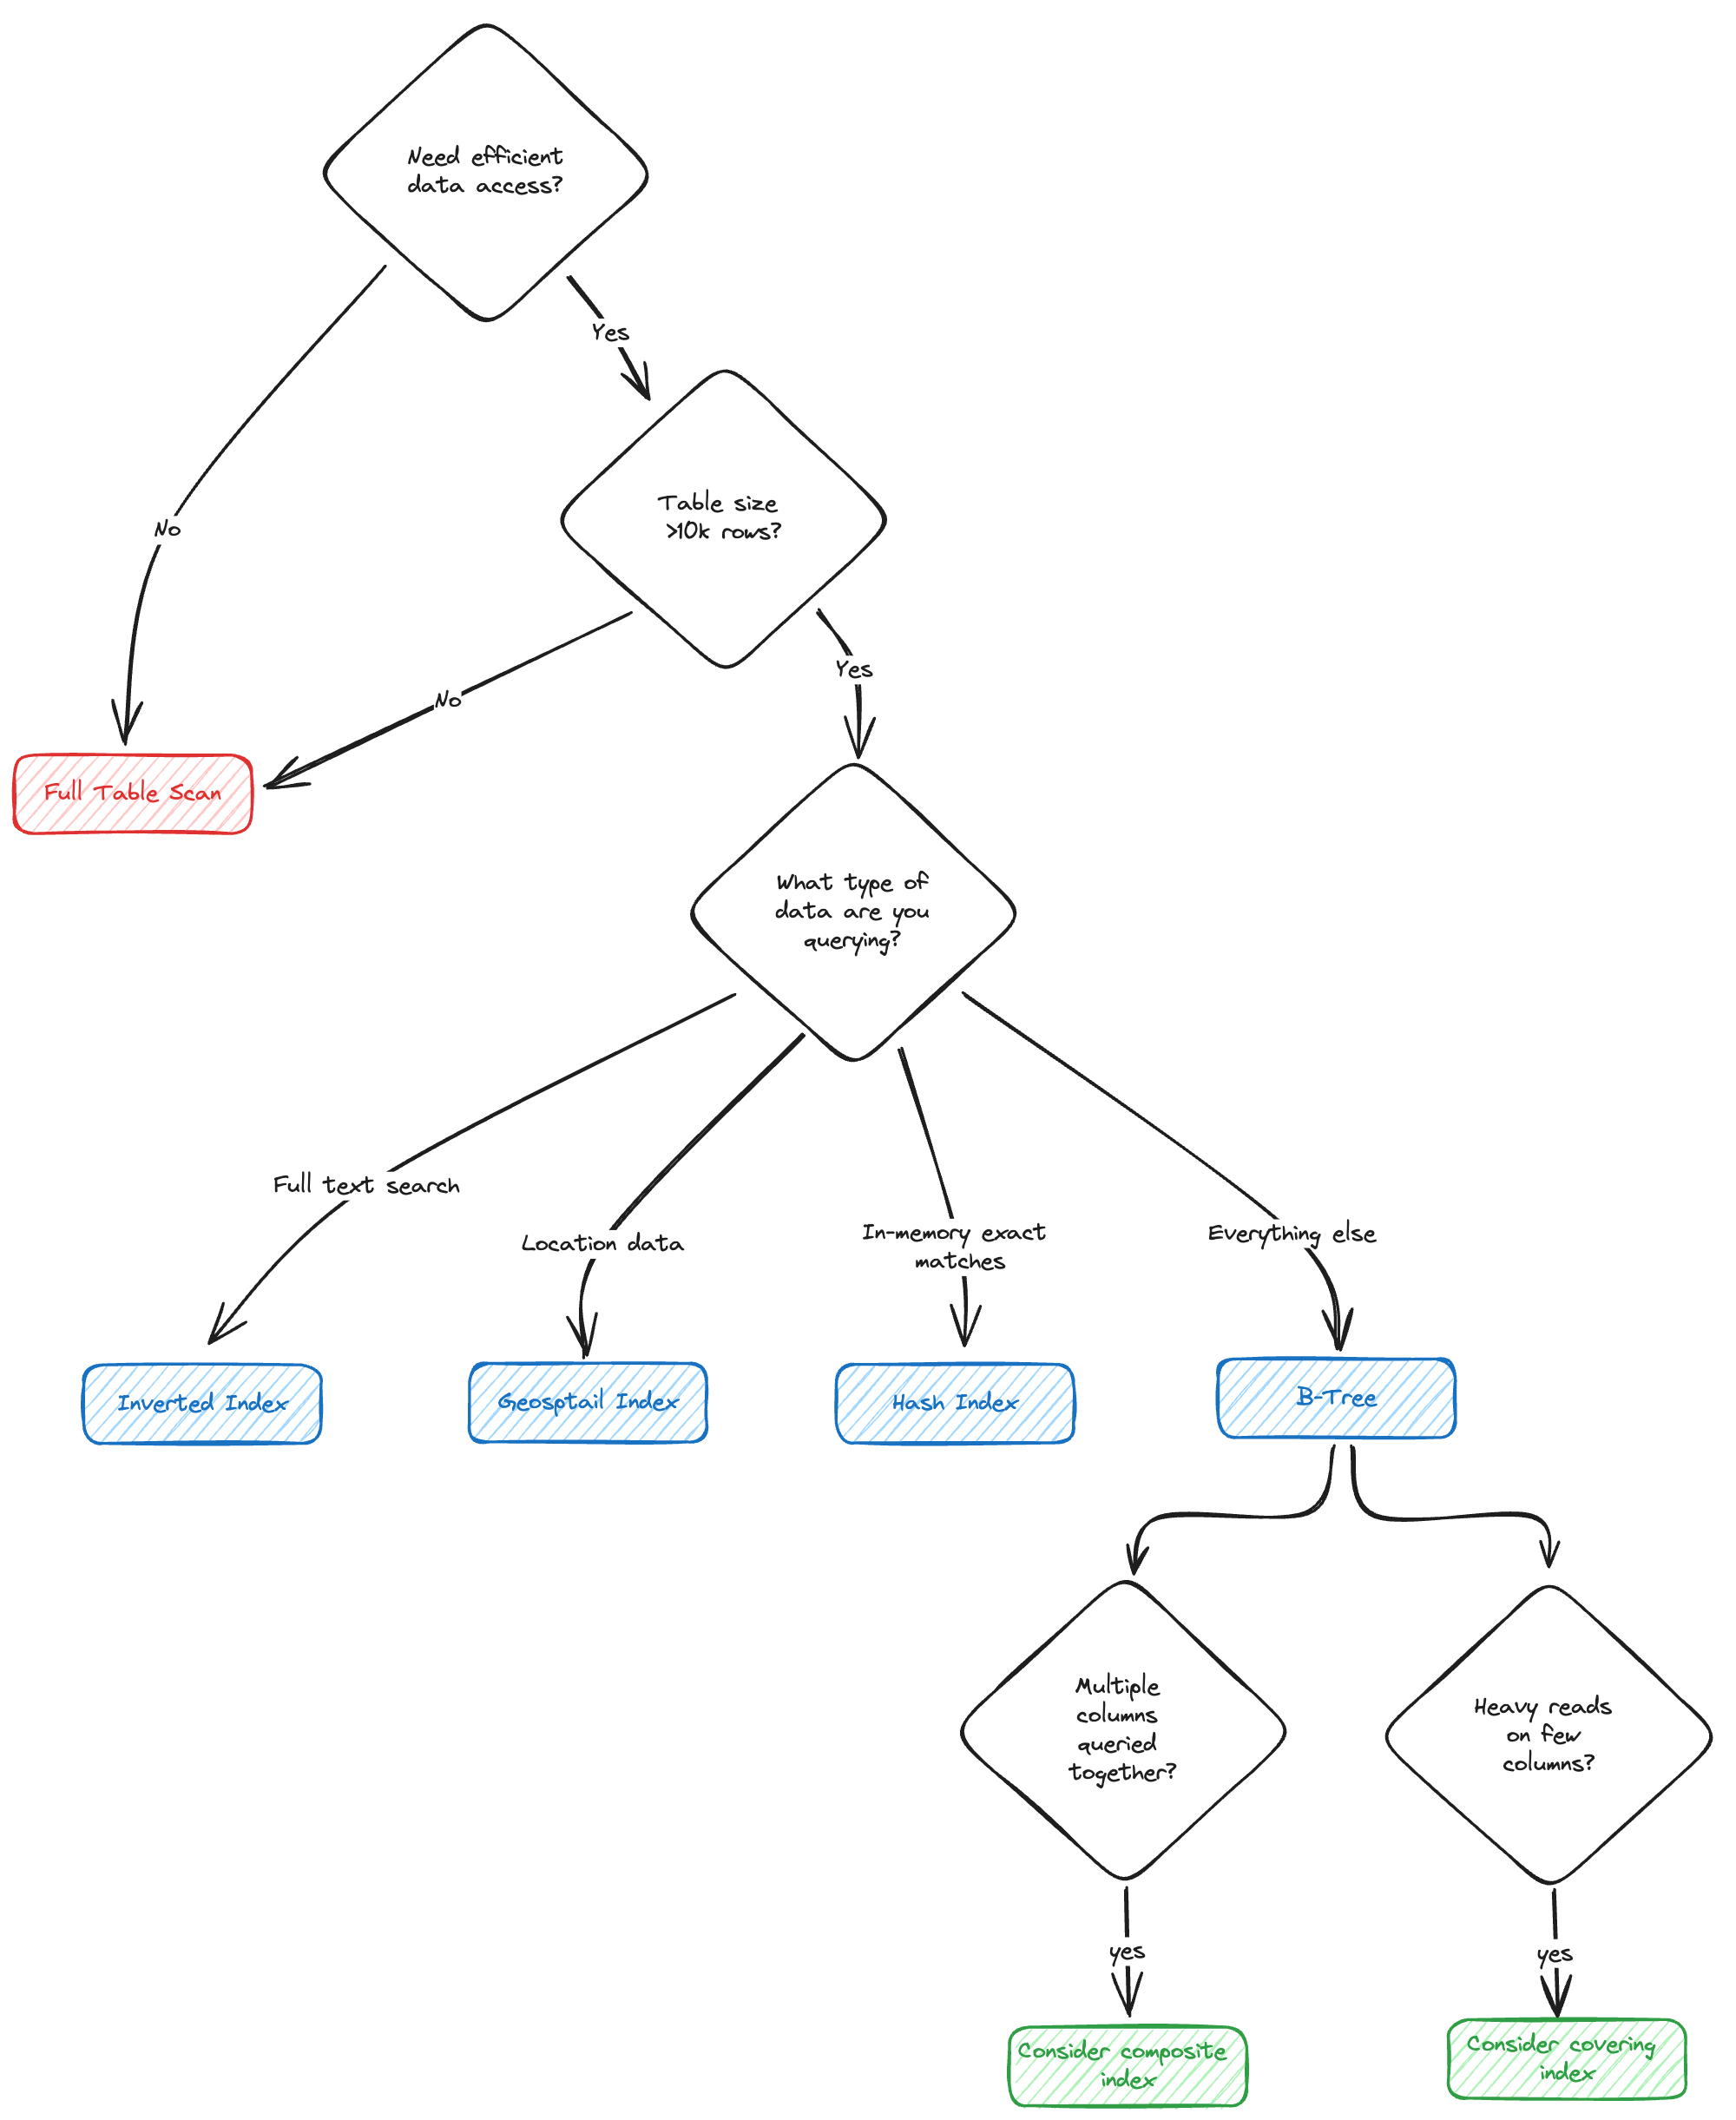 Need efficient
data access?
Yes
Table size
>10k rows?
No
Yes
No
Full Table Scan
What type of
data are you
querying?
Full text search
Location data
In-memory exact
matches
Everything else
Inverted Index
Geosptail Index
Hash Index
B-Tree
Multiple
columns
queried
together?
Heavy reads
on few
columns?
yes
yes
Consider composite
index
Consider covering
index